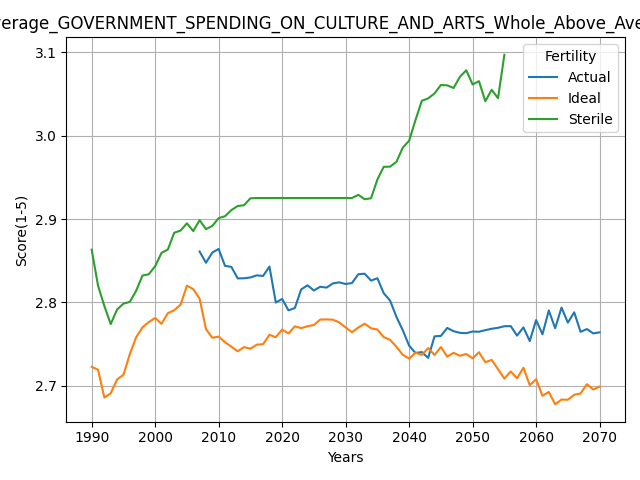 verage_GOVERNMENT_SPENDING_ON_CULTURE_AND_ARTS_Whole_Above_Ave
Fertility
Actual
Ideal
Sterile
Score(1-5)
3.1
3.0
2.9
2.8
2.7
1990 2000 2010 2020 2030 2040 2050 2060 2070
Years